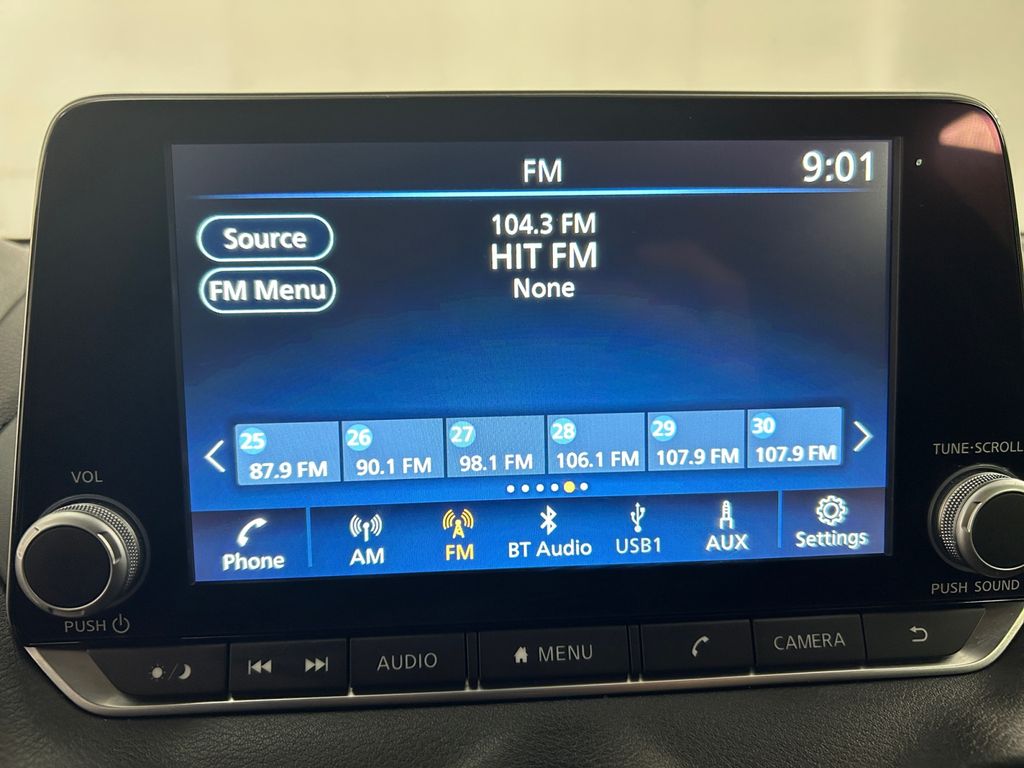 FM
9:01
Source
104.3 FM
HIT FM
FM Menu
None
25 26 27 28 29 30
87.9 FM 90.1 FM 98.1 FM 106.1 FM 107.9 FM 107.9 FM
Phone AM FM BT Audio USB1 AUX Settings
VOL
PUSH
TUNE·SCROLL
PUSH SOUND
AUDIO MENU CAMERA